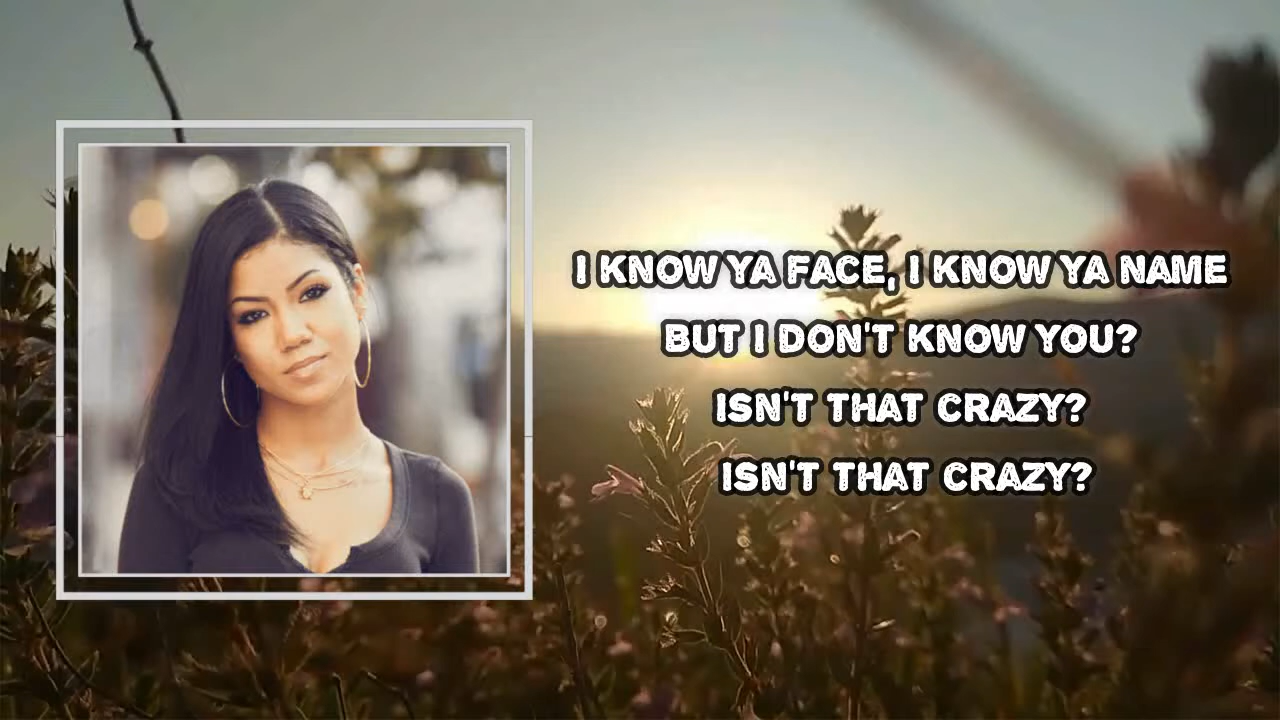 I KNOW YA FACE, I KNOW YA NAME
BUT I DON'T KNOW YOU?
ISN'T THAT CRAZY?
ISN'T THAT CRAZY?